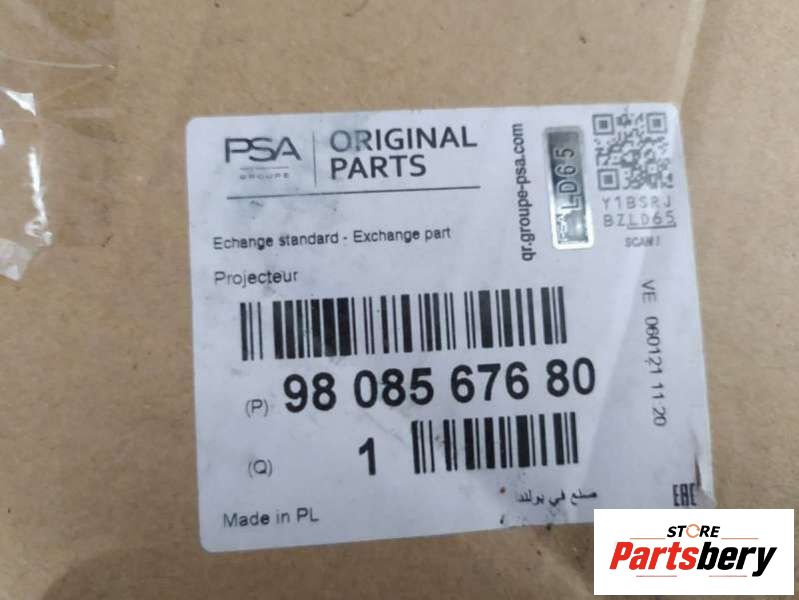 PSA
GROUPE
ORIGINAL
PARTS
qr.groupe-psa.com
PSA LD65
Y1BSRJ
BZLD65
SCAN!
Echange standard - Exchange part
Projecteur
VE 060121 11:20
(P) 98 085 676 80
(Q) 1
Made in PL
صنع في بولندا
EAC
STORE
Partsbery